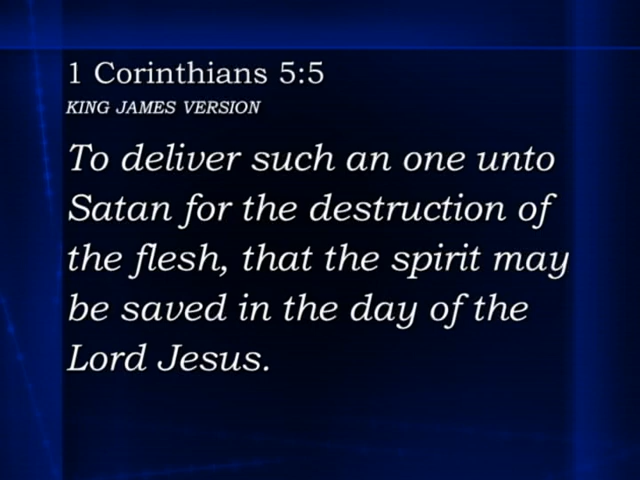 1 Corinthians 5:5
KING JAMES VERSION
To deliver such an one unto
Satan for the destruction of
the flesh, that the spirit may
be saved in the day of the
Lord Jesus.